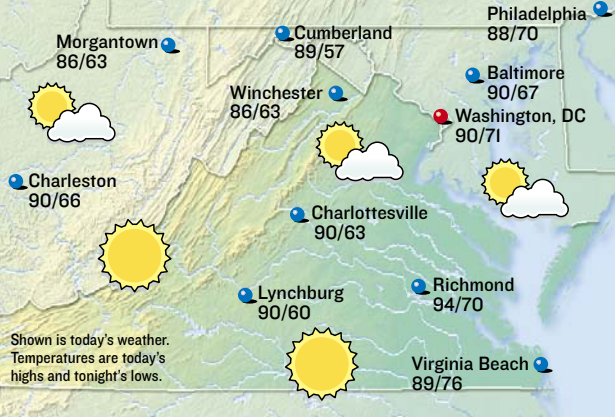 Philadelphia
88/70
Cumberland
89/57
Morgantown
86/63
Baltimore
90/67
Winchester
86/63
Washington, DC
90/71
Charleston
90/66
Charlottesville
90/63
Richmond
94/70
Lynchburg
90/60
Shown is today's weather.
Temperatures are today's
highs and tonight's lows.
Virginia Beach
89/76